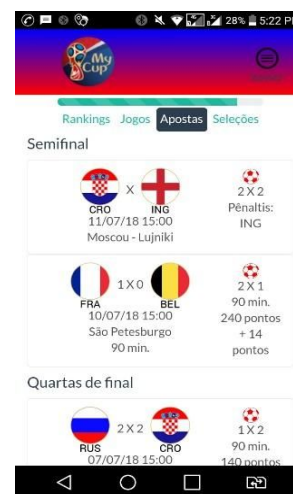 28% 5:22 P
My
Cup
Rankings Jogos Apostas Seleções
Semifinal
X
CRO ING
11/07/18 15:00
Moscou - Lujniki
2 X 2
Pênaltis:
ING
1 X 0
FRA BEL
10/07/18 15:00
São Petesburgo
90 min.
2 X 1
90 min.
240 pontos
+ 14
pontos
Quartas de final
2 X 2
RUS CRO
07/07/18 15:00
1 X 2
90 min.
140 pontos